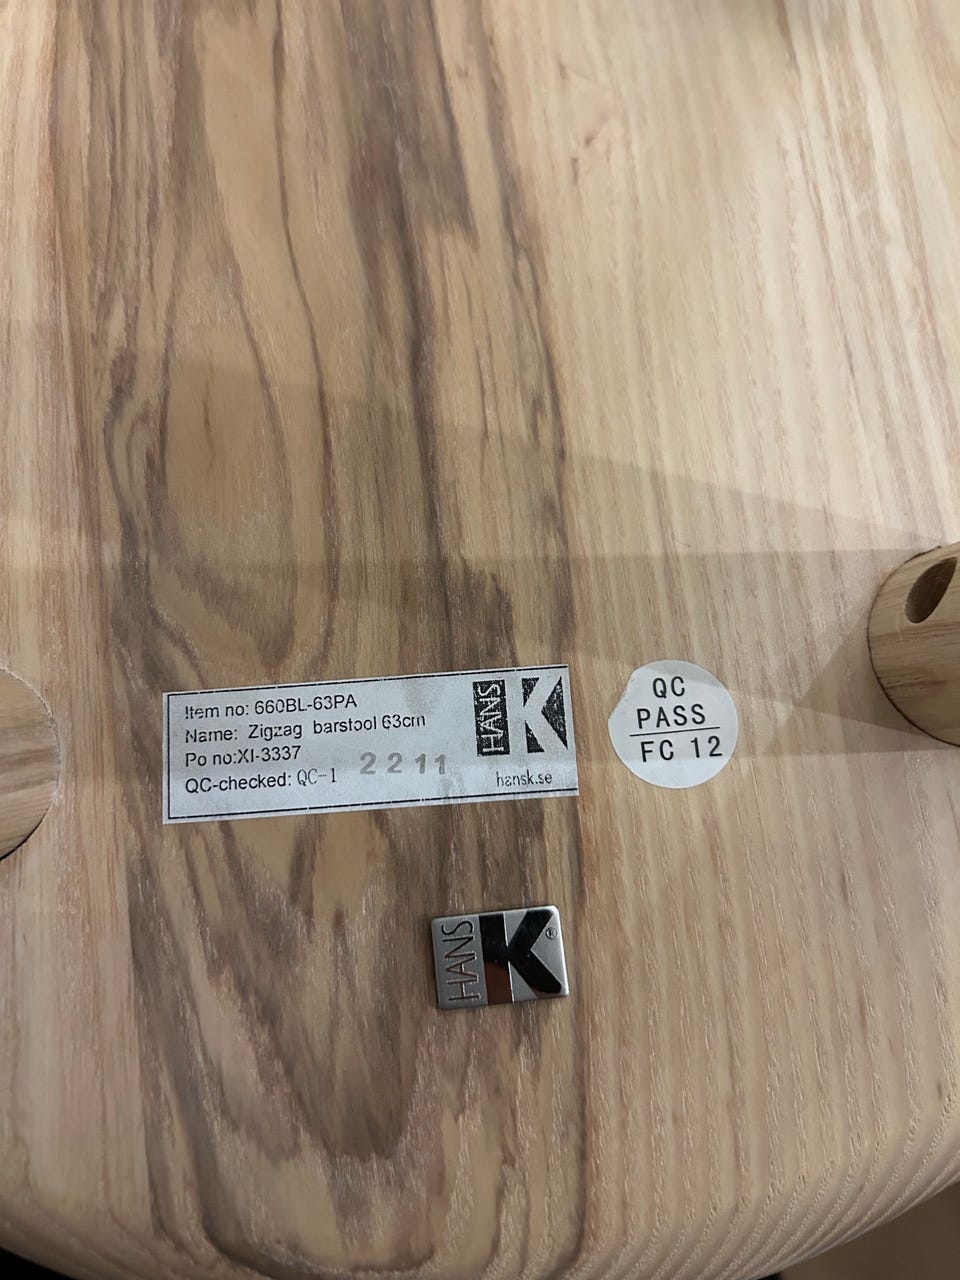 Item no: 660BL-63PA
Name: Zigzag barstool 63cm
Po no:XI-3337
QC-checked: QC-1 2211
HANS K
hansk.se
QC
PASS
FC 12
HANS K®